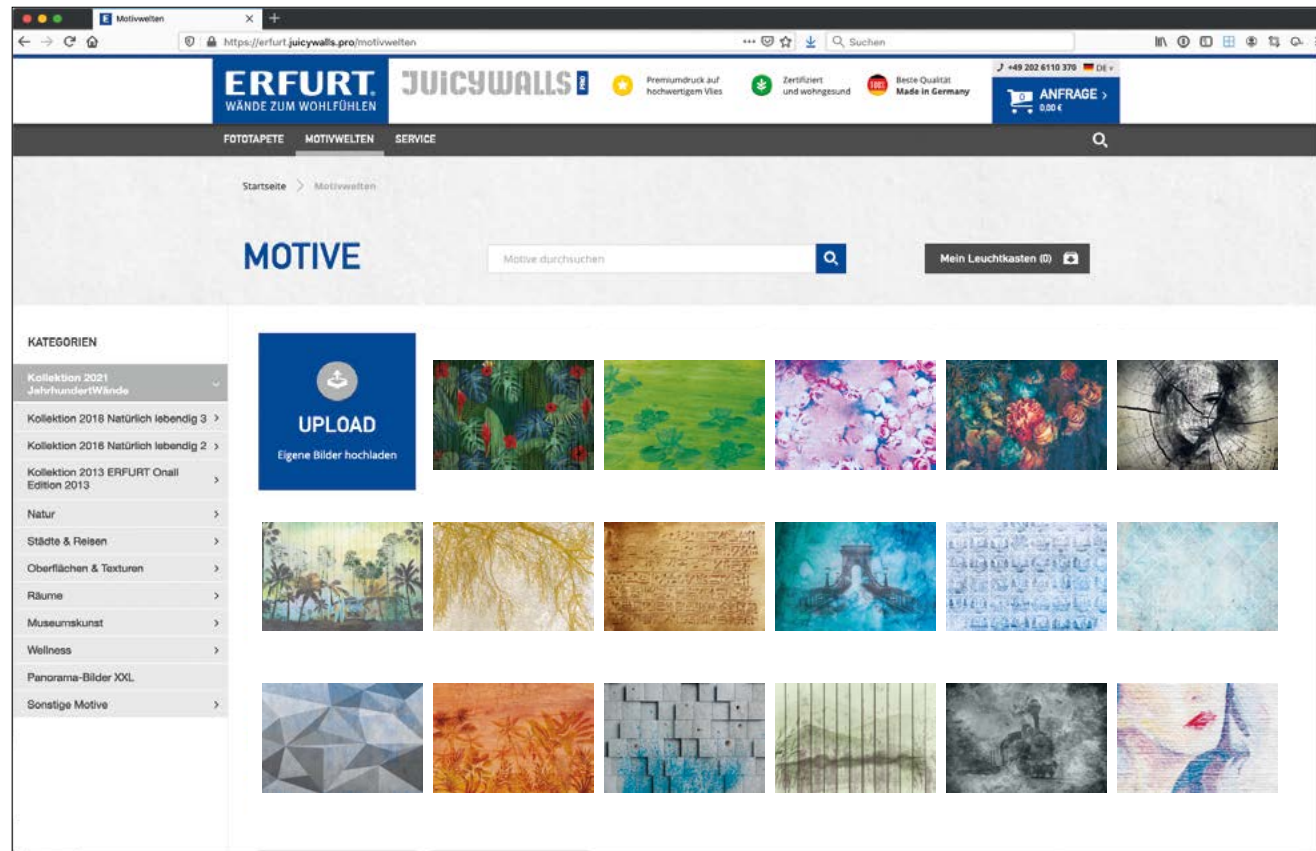 Motivwelten
https://erfurt.juicywalls.pro/motivwelten
Suchen
ERFURT
WÄNDE ZUM WOHLFÜHLEN
JUICYWALLS PRO
Premiumdruck auf
hochwertigem Vlies
Zertifiziert
und wohngesund
100%
Beste Qualität
Made in Germany
+49 202 6110 370 DE
0 ANFRAGE
0,00 €
FOTOTAPETE MOTIVWELTEN SERVICE
Startseite > Motivwelten
MOTIVE
Motive durchsuchen
Mein Leuchtkasten (0)
KATEGORIEN
Kollektion 2021
JahrhundertWände
Kollektion 2018 Natürlich lebendig 3
Kollektion 2016 Natürlich lebendig 2
Kollektion 2013 ERFURT Onall
Edition 2013
Natur
Städte & Reisen
Oberflächen & Texturen
Räume
Museumskunst
Wellness
Panorama-Bilder XXL
Sonstige Motive
UPLOAD
Eigene Bilder hochladen